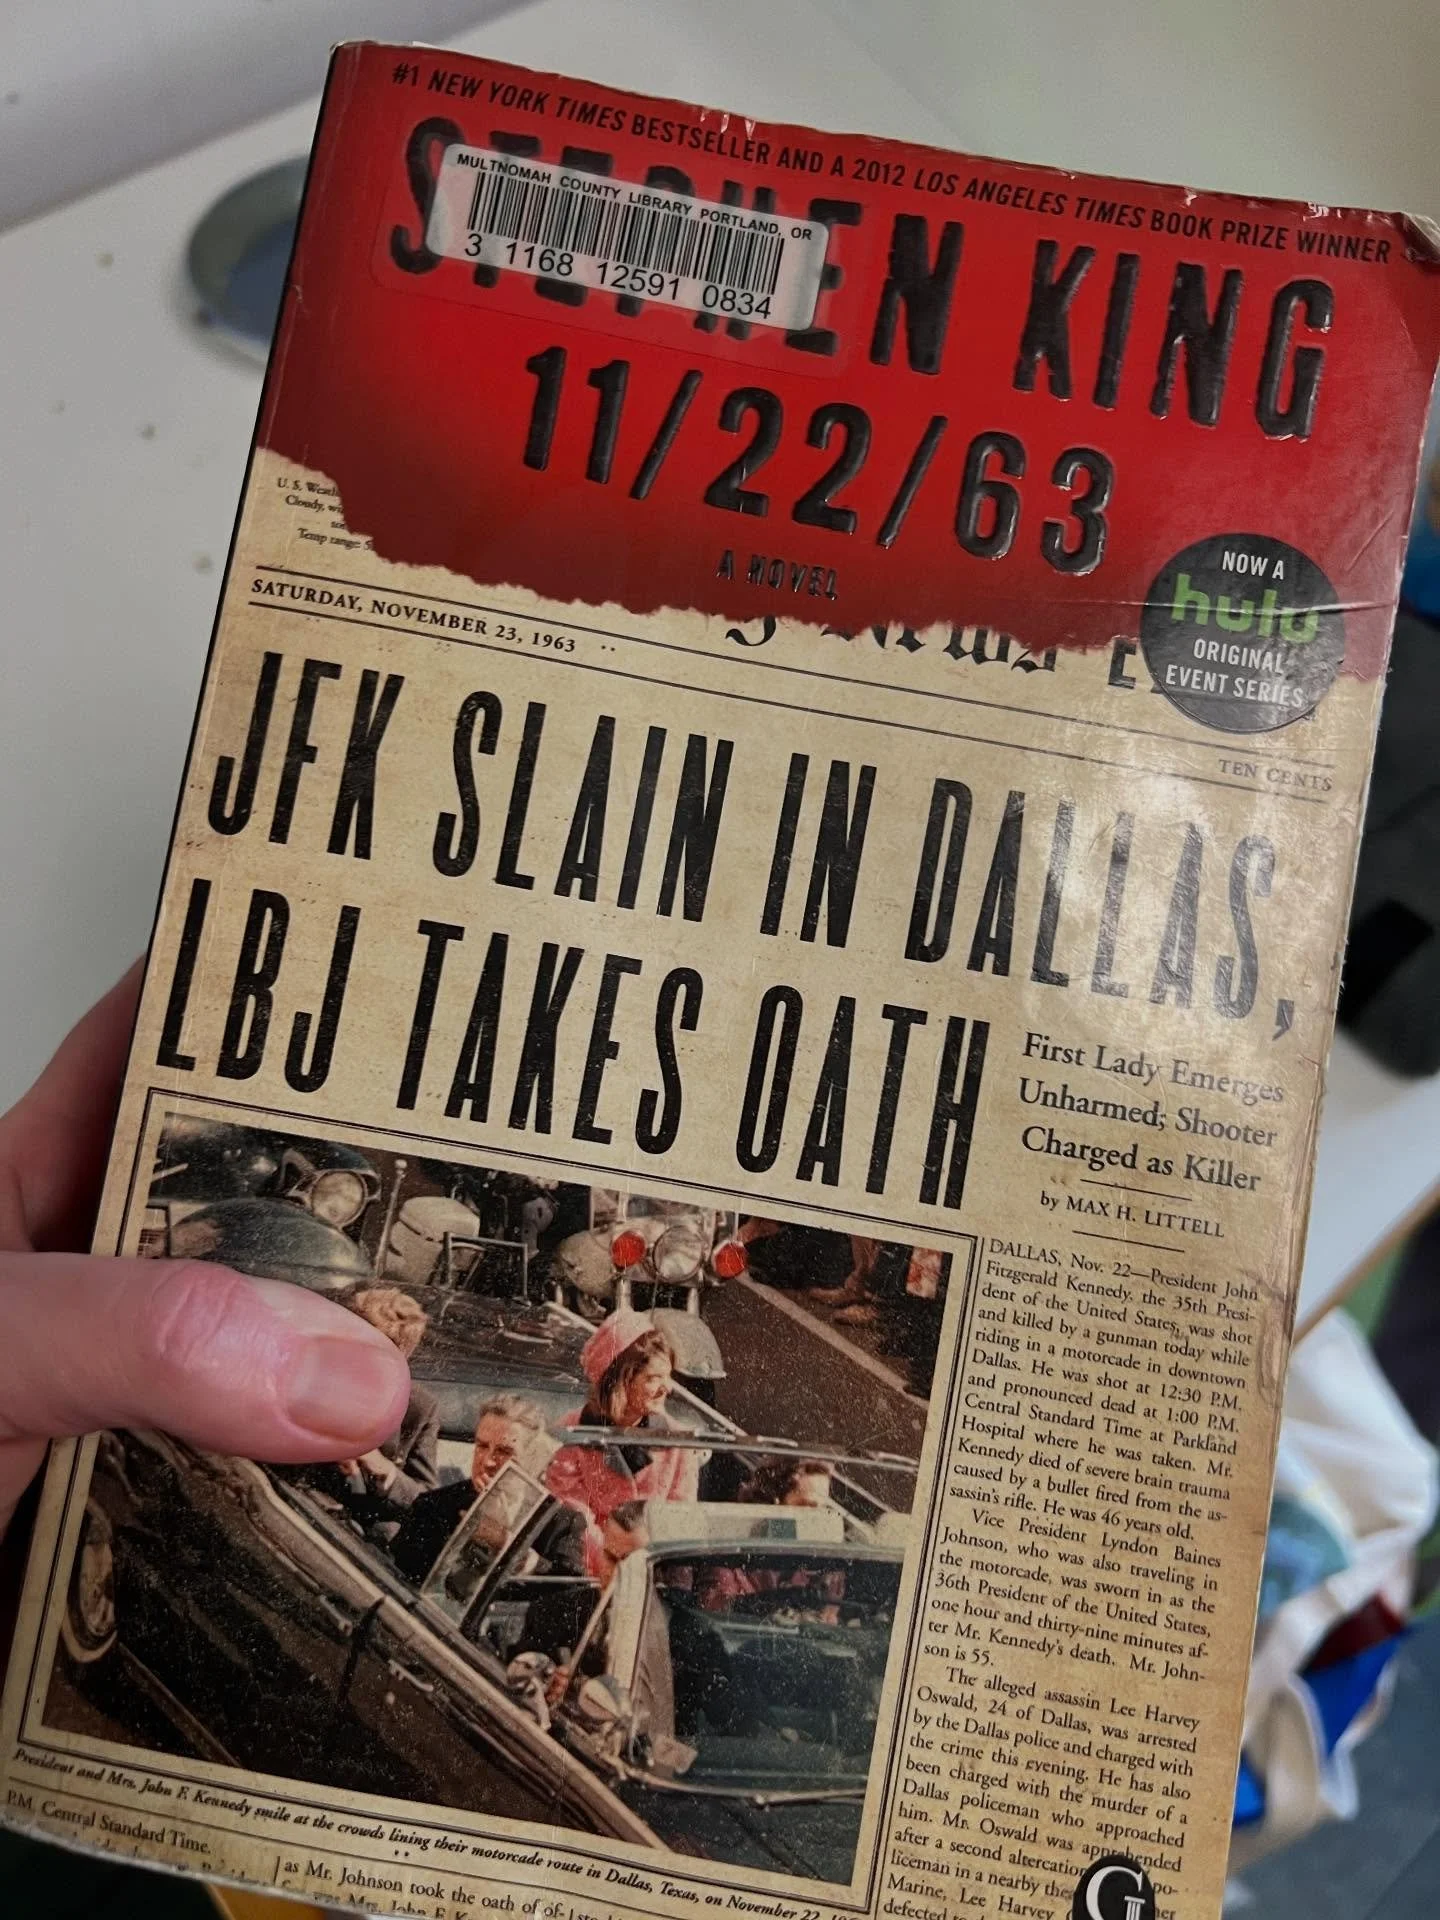 #1 NEW YORK TIMES BESTSELLER AND A 2012 LOS ANGELES TIMES BOOK PRIZE WINNER
STEPHEN KING
MULTNOMAH COUNTY LIBRARY PORTLAND, OR
3 1168 12591 0834
11/22/63
A NOVEL
NOW A
hulu
ORIGINAL
EVENT SERIES
U. S.
Cloudy,
Temp range:
SATURDAY, NOVEMBER 23, 1963
News
TEN CENTS
JFK SLAIN IN DALLAS,
LBJ TAKES OATH
First Lady Emerges
Unharmed; Shooter
Charged as Killer
by MAX H. LITTELL
DALLAS, Nov. 22—President John
Fitzgerald Kennedy, the 35th Presi-
dent of the United States, was shot
and killed by a gunman today while
riding in a motorcade in downtown
Dallas. He was shot at 12:30 P.M.
and pronounced dead at 1:00 P.M.
Central Standard Time at Parkland
Hospital where he was taken. Mr.
Kennedy died of severe brain trauma
caused by a bullet fired from the as-
sassin's rifle. He was 46 years old.
Vice President Lyndon Baines
Johnson, who was also traveling in
the motorcade, was sworn in as the
36th President of the United States,
one hour and thirty-nine minutes af-
ter Mr. Kennedy's death. Mr. John-
son is 55.
The alleged assassin Lee Harvey
Oswald, 24 of Dallas, was arrested
by the Dallas police and charged with
the crime this evening. He has also
been charged with the murder of a
Dallas policeman who approached
him. Mr. Oswald was apprehended
after a second altercation po-
liceman in a nearby
Marine, Lee Harvey
defected
G
President and Mrs. John F. Kennedy smile at the crowds lining their motorcade route in Dallas, Texas, on November 22,
P.M. Central Standard Time.
as Mr. Johnson took the oath of of-
Mrs. John F.